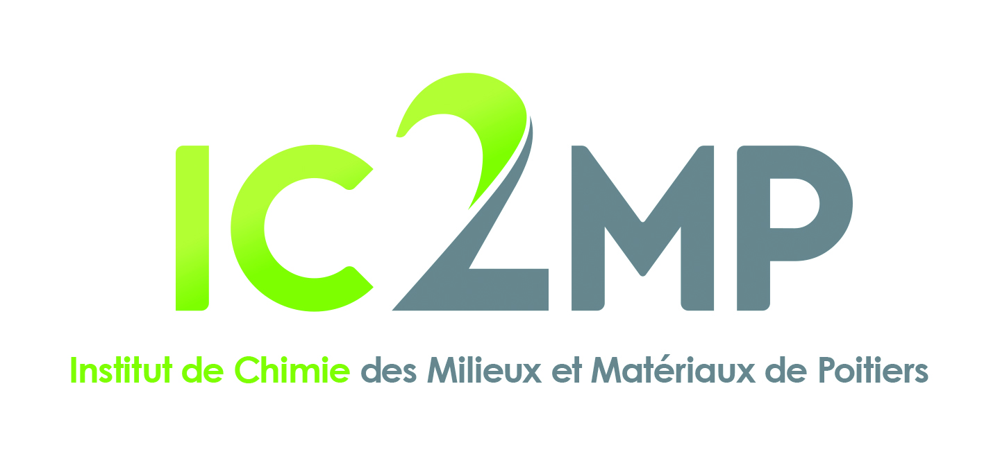 IC2MP
Institut de Chimie des Milieux et Matériaux de Poitiers